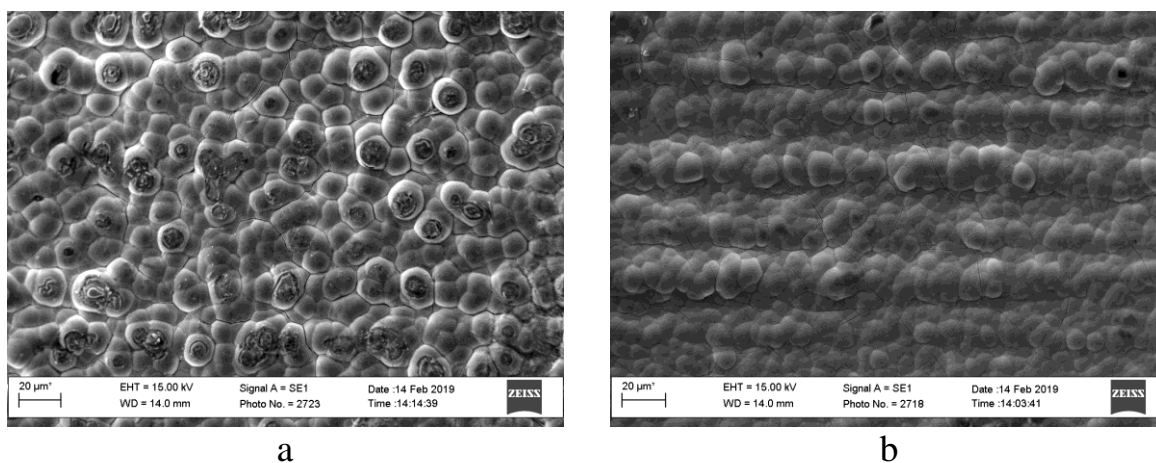 20 µm
EHT = 15.00 kV
Signal A = SE1
Date :14 Feb 2019
WD = 14.0 mm
Photo No. = 2723
Time :14:14:39
ZEISS
20 µm
EHT = 15.00 kV
Signal A = SE1
Date :14 Feb 2019
WD = 14.0 mm
Photo No. = 2718
Time :14:03:41
ZEISS
a
b